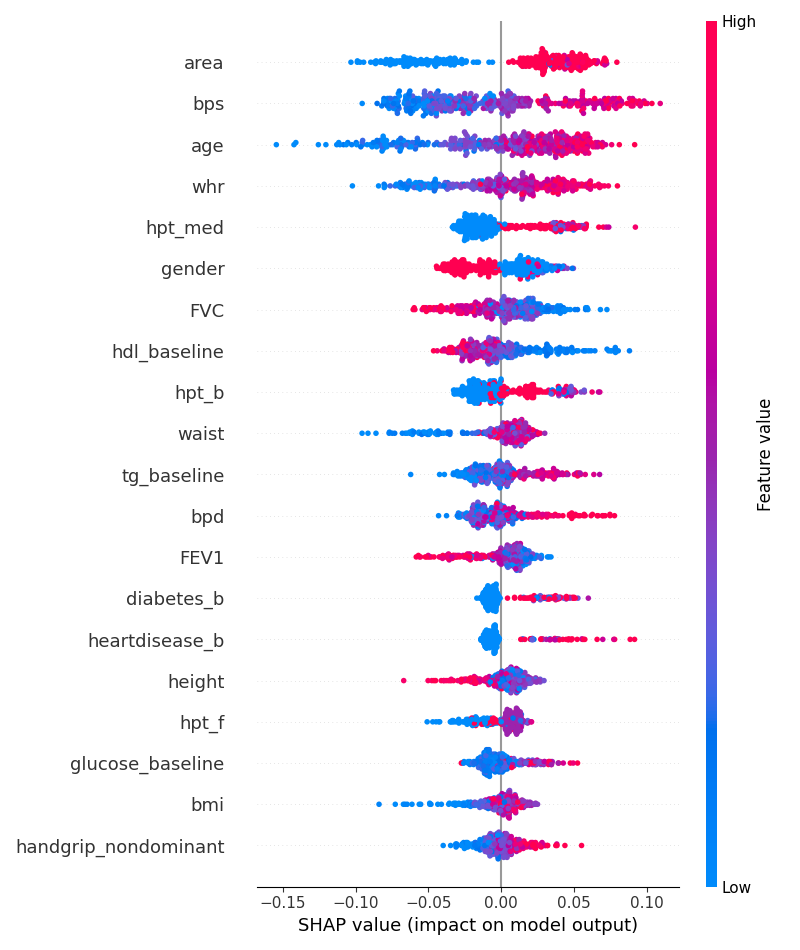 High
area
bps
age
whr
hpt_med
gender
FVC
hdl_baseline
hpt_b
waist
tg_baseline
bpd
FEV1
diabetes_b
heartdisease_b
height
hpt_f
glucose_baseline
bmi
handgrip_nondominant
Feature value
Low
−0.15 −0.10 −0.05 0.00 0.05 0.10
SHAP value (impact on model output)